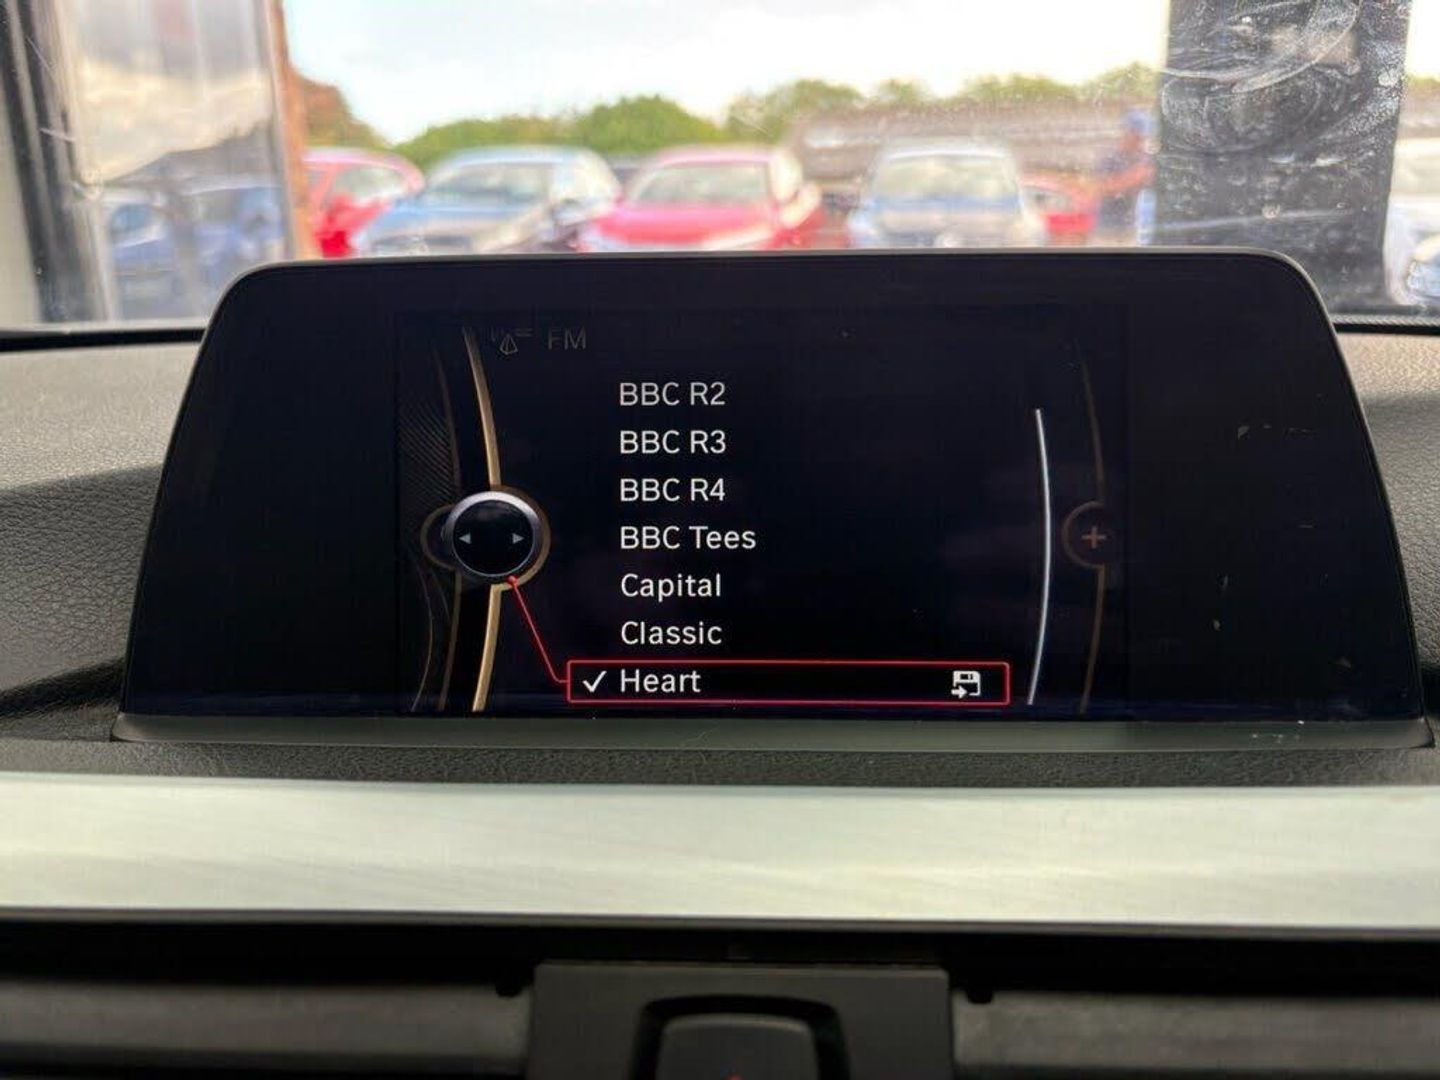 FM
BBC R2
BBC R3
BBC R4
BBC Tees
Capital
Classic
Heart